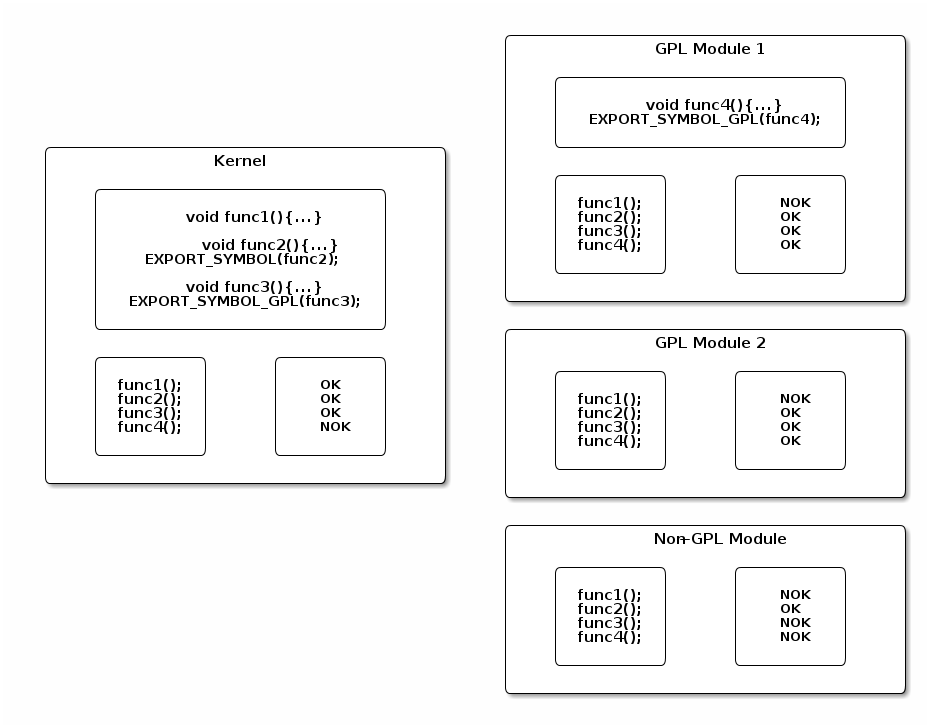 Kernel
void func1(){...}
void func2(){...}
EXPORT_SYMBOL(func2);
void func3(){...}
EXPORT_SYMBOL_GPL(func3);
func1();
func2();
func3();
func4();
OK
OK
OK
NOK
GPL Module 1
void func4(){...}
EXPORT_SYMBOL_GPL(func4);
func1();
func2();
func3();
func4();
NOK
OK
OK
OK
GPL Module 2
func1();
func2();
func3();
func4();
NOK
OK
OK
OK
Non-GPL Module
func1();
func2();
func3();
func4();
NOK
OK
NOK
NOK